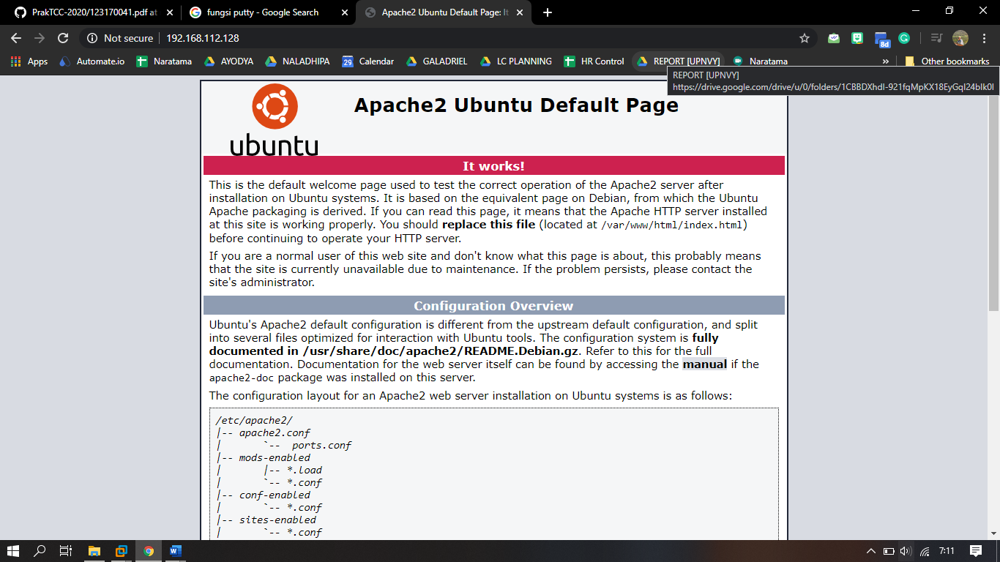 PrakTCC-2020/123170041.pdf at
fungsi putty - Google Search
Apache2 Ubuntu Default Page: It
Not secure | 192.168.112.128
8d
Apps
Automate.io
Naratama
AYODYA
NALADHIPA
29
Calendar
GALADRIEL
LC PLANNING
HR Control
REPORT [UPNVY]
Naratama
»
Other bookmarks
REPORT [UPNVY]
ubuntu
Apache2 Ubuntu Default Page
It works!
This is the default welcome page used to test the correct operation of the Apache2 server after
installation on Ubuntu systems. It is based on the equivalent page on Debian, from which the Ubuntu
Apache packaging is derived. If you can read this page, it means that the Apache HTTP server installed
at this site is working properly. You should replace this file (located at /var/www/html/index.html)
before continuing to operate your HTTP server.
If you are a normal user of this web site and don't know what this page is about, this probably means
that the site is currently unavailable due to maintenance. If the problem persists, please contact the
site's administrator.
Configuration Overview
Ubuntu's Apache2 default configuration is different from the upstream default configuration, and split
into several files optimized for interaction with Ubuntu tools. The configuration system is fully
documented in /usr/share/doc/apache2/README.Debian.gz. Refer to this for the full
documentation. Documentation for the web server itself can be found by accessing the manual if the
apache2-doc package was installed on this server.
The configuration layout for an Apache2 web server installation on Ubuntu systems is as follows:
/etc/apache2/
|-- apache2.conf
|       `--  ports.conf
|-- mods-enabled
|       |-- *.load
|       `-- *.conf
|-- conf-enabled
|       `-- *.conf
|-- sites-enabled
|       `-- *.conf
7:11